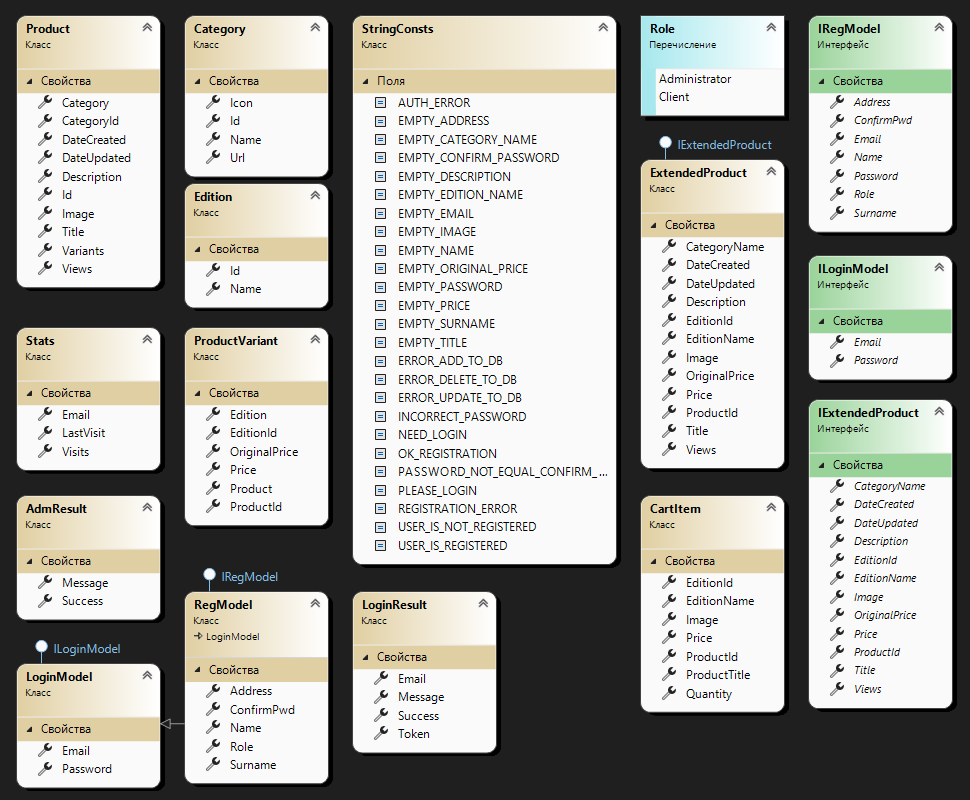 Product
Класс
Свойства
Category
CategoryId
DateCreated
DateUpdated
Description
Id
Image
Title
Variants
Views
Category
Класс
Свойства
Icon
Id
Name
Url
Edition
Класс
Свойства
Id
Name
StringConsts
Класс
Поля
AUTH_ERROR
EMPTY_ADDRESS
EMPTY_CATEGORY_NAME
EMPTY_CONFIRM_PASSWORD
EMPTY_DESCRIPTION
EMPTY_EDITION_NAME
EMPTY_EMAIL
EMPTY_IMAGE
EMPTY_NAME
EMPTY_ORIGINAL_PRICE
EMPTY_PASSWORD
EMPTY_PRICE
EMPTY_SURNAME
EMPTY_TITLE
ERROR_ADD_TO_DB
ERROR_DELETE_TO_DB
ERROR_UPDATE_TO_DB
INCORRECT_PASSWORD
NEED_LOGIN
OK_REGISTRATION
PASSWORD_NOT_EQUAL_CONFIRM_...
PLEASE_LOGIN
REGISTRATION_ERROR
USER_IS_NOT_REGISTERED
USER_IS_REGISTERED
Role
Перечисление
Administrator
Client
IRegModel
Интерфейс
Свойства
Address
ConfirmPwd
Email
Name
Password
Role
Surname
IExtendedProduct
ExtendedProduct
Класс
Свойства
CategoryName
DateCreated
DateUpdated
Description
EditionId
EditionName
Image
OriginalPrice
Price
ProductId
Title
Views
ILoginModel
Интерфейс
Свойства
Email
Password
Stats
Класс
Свойства
Email
LastVisit
Visits
ProductVariant
Класс
Свойства
Edition
EditionId
OriginalPrice
Price
Product
ProductId
IExtendedProduct
Интерфейс
Свойства
CategoryName
DateCreated
DateUpdated
Description
EditionId
EditionName
Image
OriginalPrice
Price
ProductId
Title
Views
AdmResult
Класс
Свойства
Message
Success
CartItem
Класс
Свойства
EditionId
EditionName
Image
Price
ProductId
ProductTitle
Quantity
ILoginModel
LoginModel
Класс
Свойства
Email
Password
IRegModel
RegModel
Класс
LoginModel
Свойства
Address
ConfirmPwd
Name
Role
Surname
LoginResult
Класс
Свойства
Email
Message
Success
Token